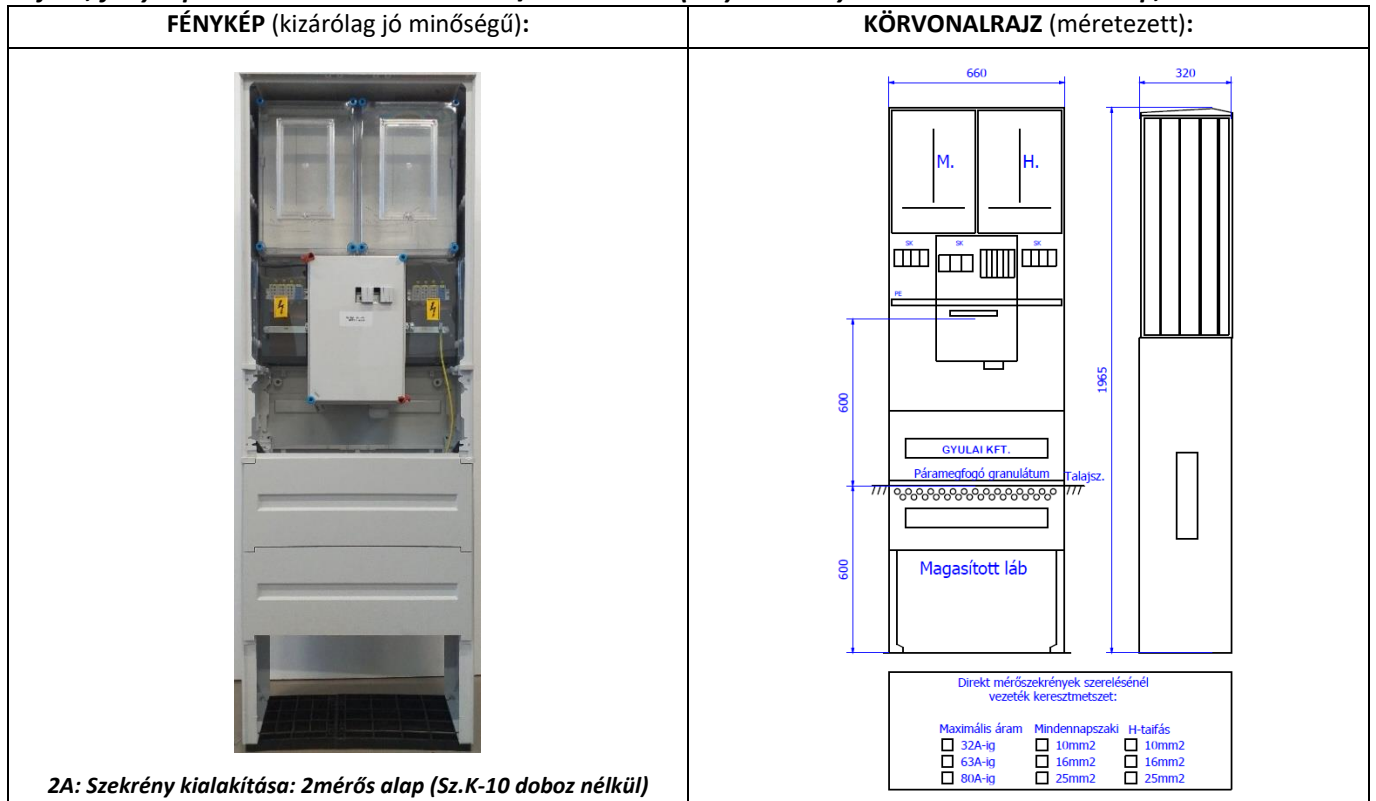 FÉNYKÉP (kizárólag jó minőségű):
KÖRVONALRAJZ (méretezett):
660
320
M.
H.
SK
SK
SK
PE
600
1965
GYULAI KFT.
Páramegfogó granulátum
Talajsz.
600
Magasított láb
Direkt mérőszekrények szerelésénél
vezeték keresztmetszet:
Maximális áram Mindennapszaki H-taifás
32A-ig 10mm2 10mm2
63A-ig 16mm2 16mm2
80A-ig 25mm2 25mm2
2A: Szekrény kialakítása: 2mérős alap (Sz.K-10 doboz nélkül)